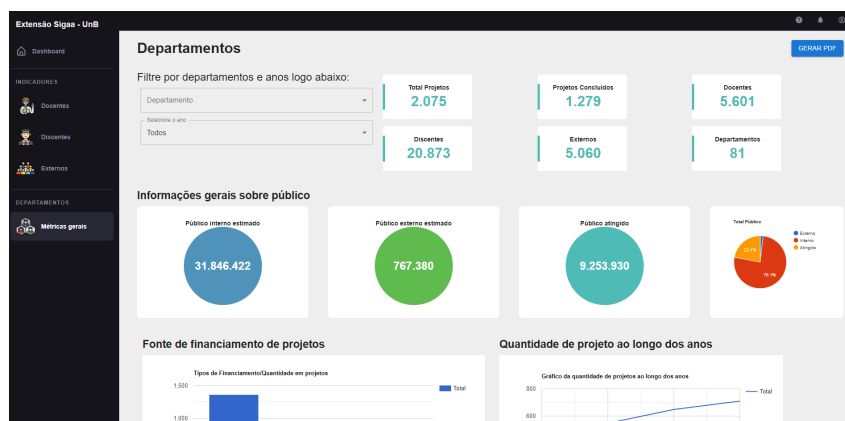 Extensão Sigaa - UnB
Dashboard
INDICADORES
Docentes
Discentes
Externos
DEPARTAMENTOS
Métricas gerais
Departamentos
GERAR PDF
Filtre por departamentos e anos logo abaixo:
Departamento
Selecione o ano
Todos
Total Projetos
2.075
Projetos Concluídos
1.279
Docentes
5.601
Discentes
20.873
Externos
5.060
Departamentos
81
Informações gerais sobre público
Público interno estimado
31.846.422
Público externo estimado
767.380
Público atingido
9.253.930
Total Público
Externo
Interno
Atingido
22.1%
76.1%
Fonte de financiamento de projetos
Tipos de Financiamento/Quantidade em projetos
1,500
1,000
Total
Quantidade de projeto ao longo dos anos
Gráfico da quantidade de projetos ao longo dos anos
800
600
Total